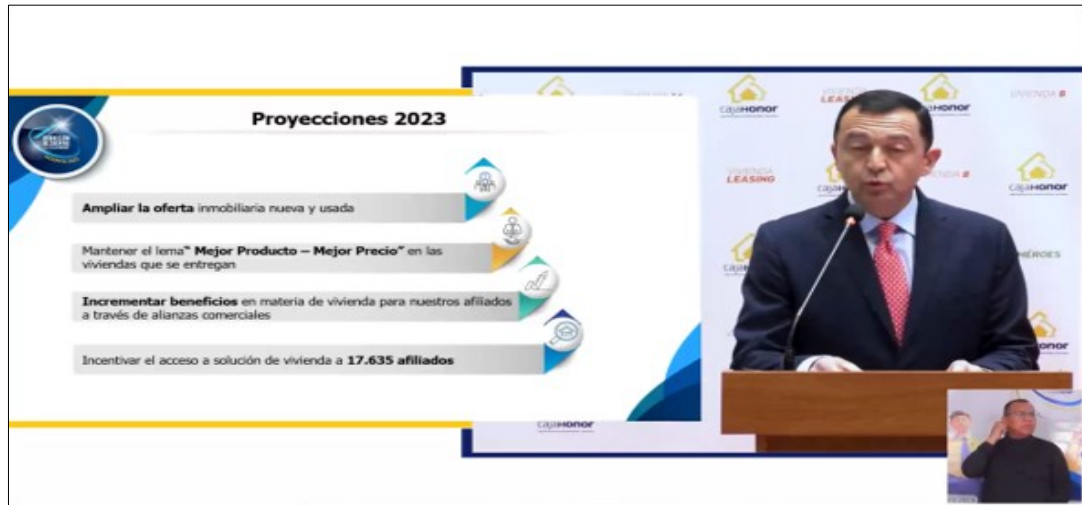 Proyecciones 2023
Ampliar la oferta inmobiliaria nueva y usada
Mantener el lema“ Mejor Producto – Mejor Precio” en las
viviendas que se entregan
Incrementar beneficios en materia de vivienda para nuestros afiliados
a través de alianzas comerciales
Incentivar el acceso a solución de vivienda a 17.635 afiliados
CajaHonor
VIVIENDA
LEASING
CajaHonor
VIVIENDA 8
VIVIENDA
LEASING
CajaHonor
HÉROES
CajaHonor